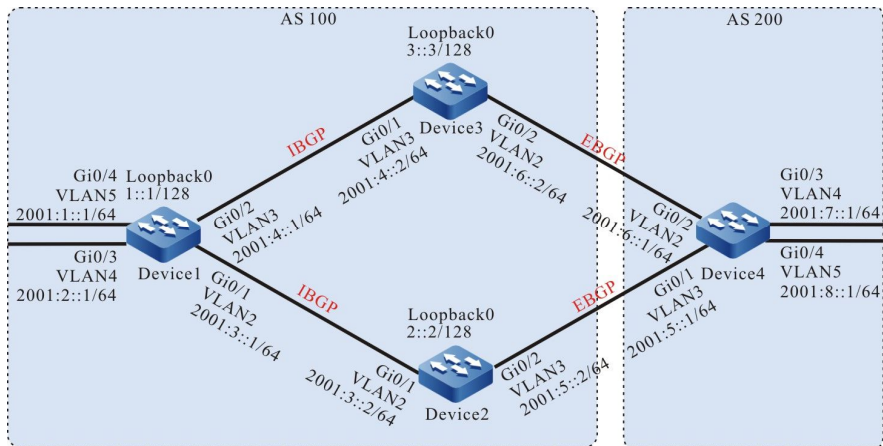 AS 100
AS 200
Loopback0
3::3/128
Device3
Gi0/1
VLAN3
2001:4::2/64
Gi0/2
VLAN2
2001:6::2/64
IBGP
EBGP
Gi0/4
VLAN5
2001:1::1/64
Loopback0
1::1/128
Gi0/2
VLAN3
2001:4::1/64
Gi0/3
VLAN4
2001:2::1/64
Device1
Gi0/1
VLAN2
2001:3::1/64
IBGP
Gi0/2
VLAN2
2001:6::1/64
Gi0/3
VLAN4
2001:7::1/64
Device4
Gi0/4
VLAN5
2001:8::1/64
Gi0/1
VLAN3
2001:5::1/64
EBGP
Loopback0
2::2/128
Gi0/1
VLAN2
2001:3::2/64
Device2
Gi0/2
VLAN3
2001:5::2/64